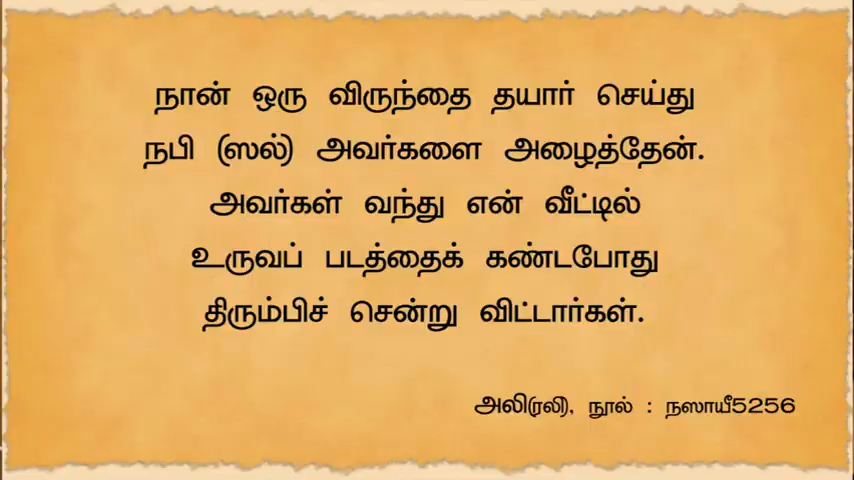 நான் ஒரு விருந்தை தயார் செய்து
நபி (ஸல்) அவர்களை அழைத்தேன்.
அவர்கள் வந்து என் வீட்டில்
உருவப் படத்தைக் கண்டபோது
திரும்பிச் சென்று விட்டார்கள்.
அலி(ரலி), நூல் : நஸாயீ5256